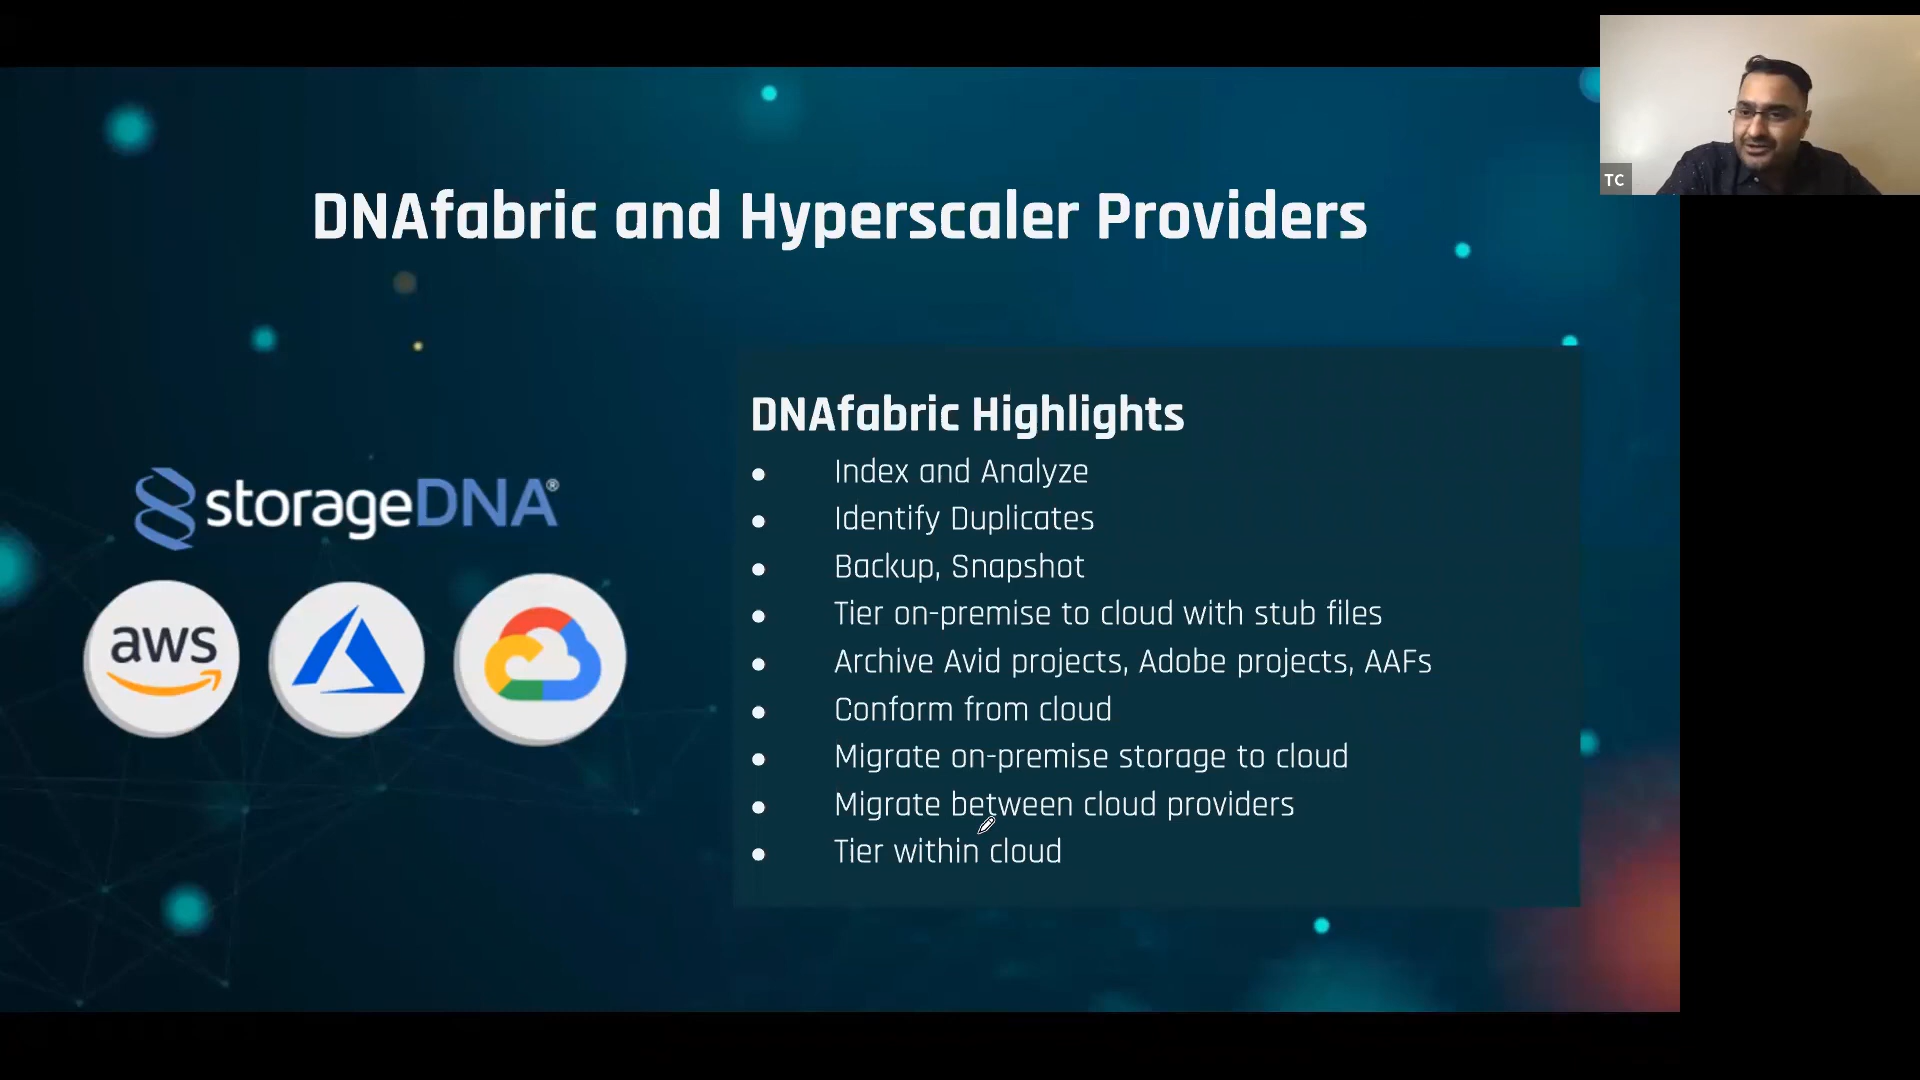 TC
DNAfabric and Hyperscaler Providers
storageDNA®
aws
DNAfabric Highlights
● Index and Analyze
● Identify Duplicates
● Backup, Snapshot
● Tier on-premise to cloud with stub files
● Archive Avid projects, Adobe projects, AAFs
● Conform from cloud
● Migrate on-premise storage to cloud
● Migrate between cloud providers
● Tier within cloud